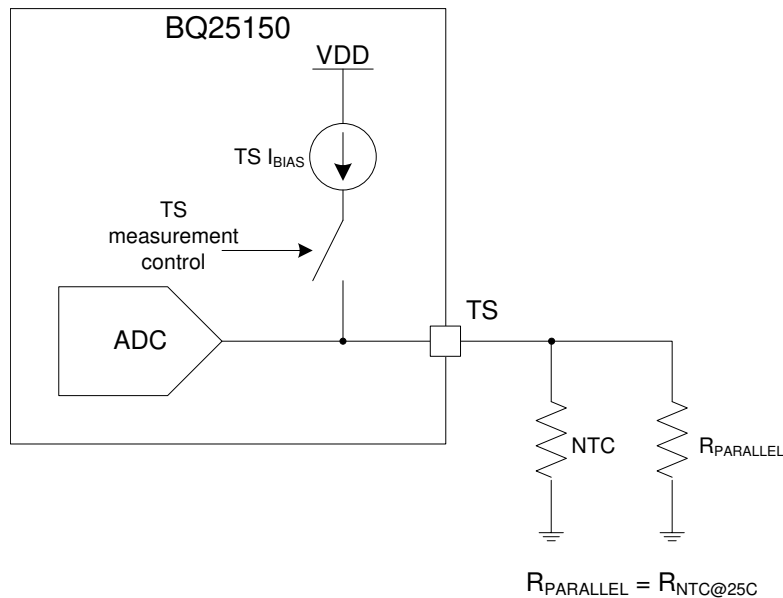 BQ25150
VDD
TS IBIAS
TS
measurement
control
TS
ADC
NTC
RPARALLEL
RPARALLEL = RNTC@25C